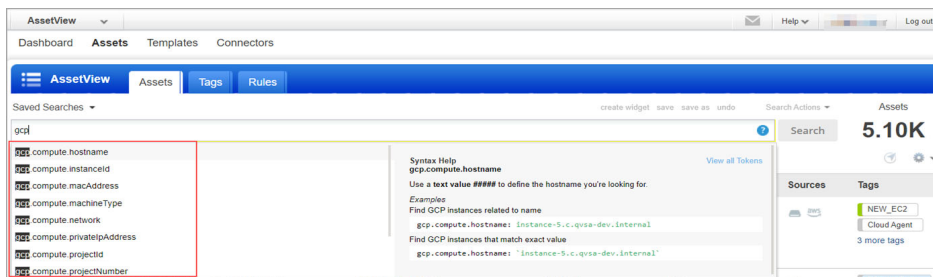 AssetView
Help
Log out
Dashboard Assets Templates Connectors
AssetView Assets Tags Rules
Saved Searches
create widget save save as undo Search Actions
Assets
gcp
Search
5.10K
gcp.compute.hostname
gcp.compute.instanceId
gcp.compute.macAddress
gcp.compute.machineType
gcp.compute.network
gcp.compute.privateIpAddress
gcp.compute.projectId
gcp.compute.projectNumber
Syntax Help
View all Tokens
gcp.compute.hostname
Use a text value ##### to define the hostname you're looking for.
Examples
Find GCP instances related to name
gcp.compute.hostname: instance-5.c.qvsa-dev.internal
Find GCP instances that match exact value
gcp.compute.hostname: `instance-5.c.qvsa-dev.internal`
Sources Tags
aws
NEW_EC2
Cloud Agent
3 more tags